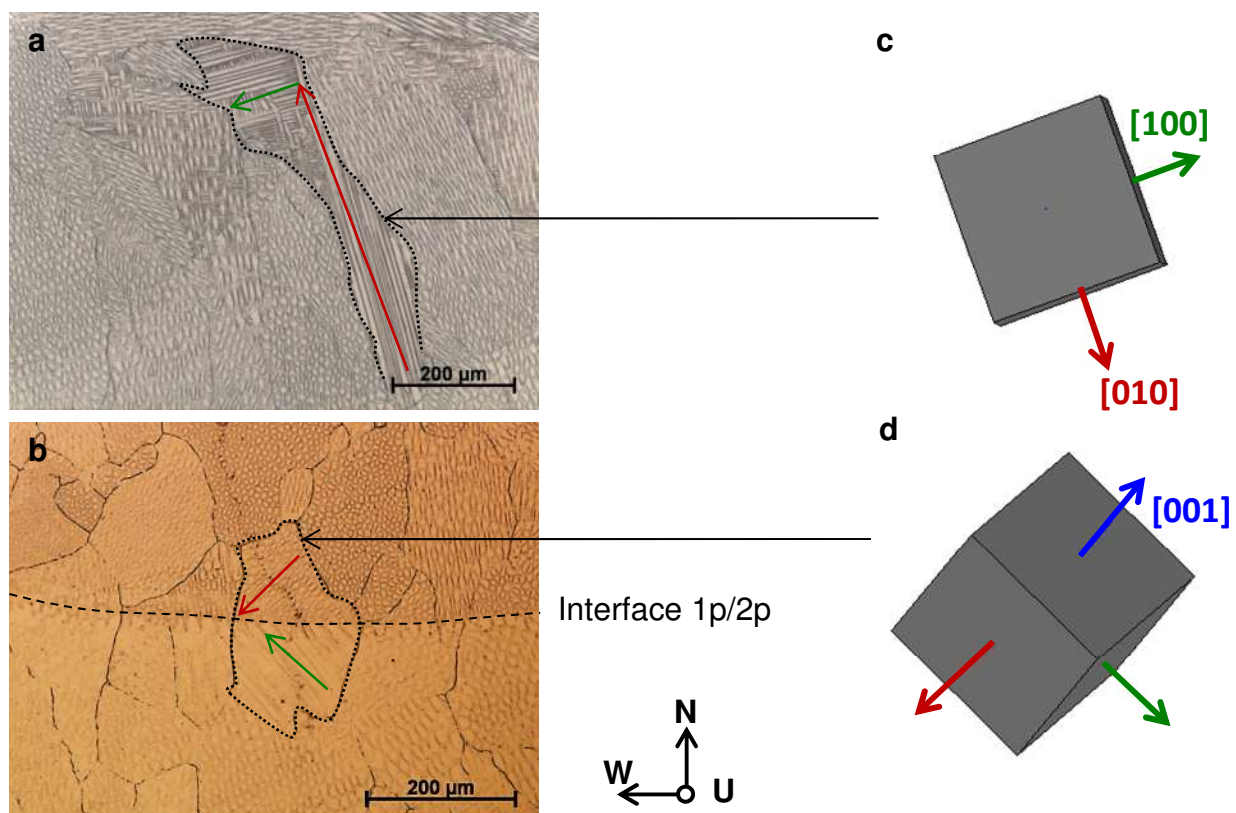 a
200 µm
b
200 µm
Interface 1p/2p
N
W
U
c
[100]
[010]
d
[001]